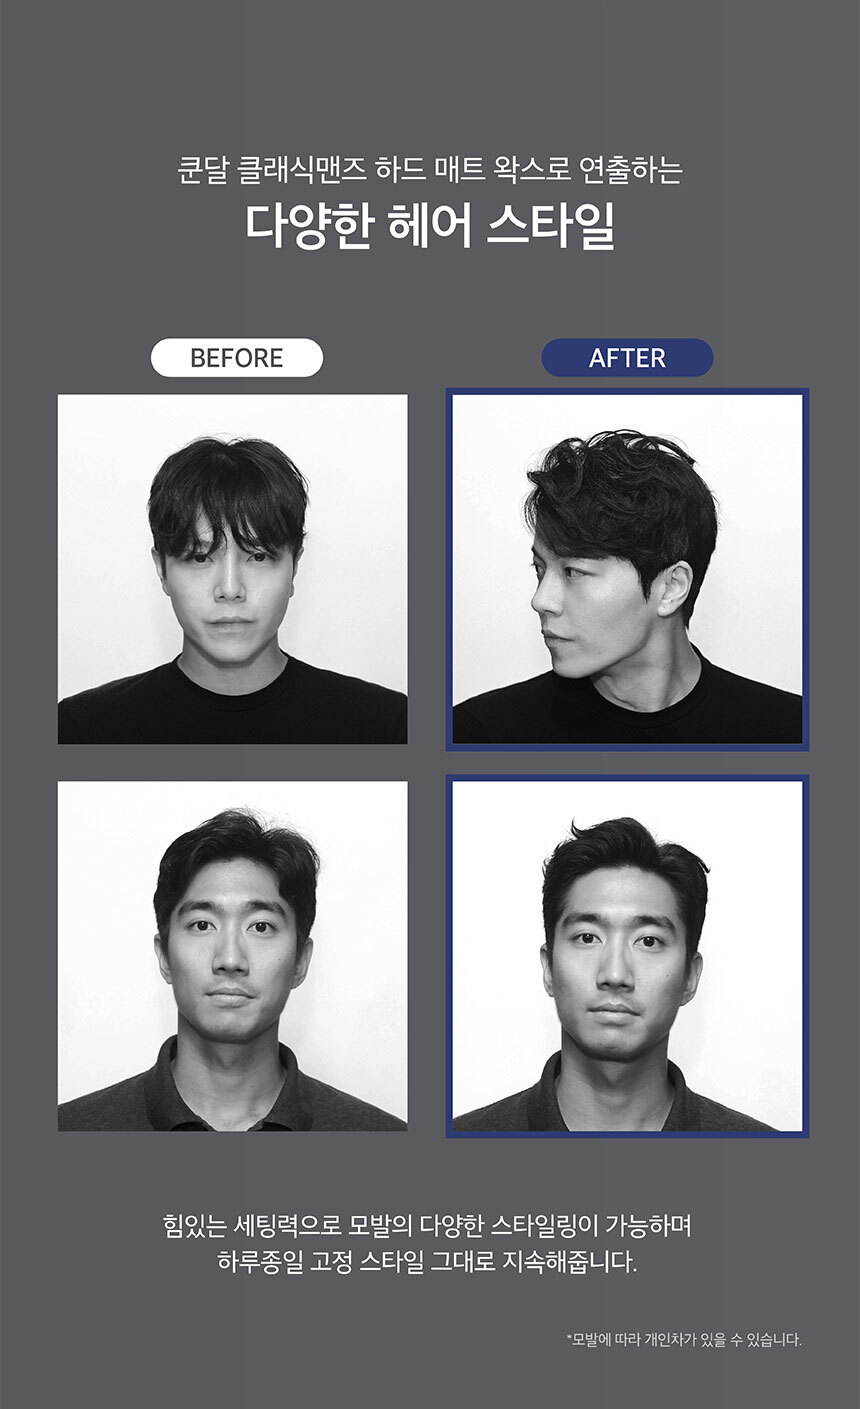 쿤달 클래식맨즈 하드 매트 왁스로 연출하는
다양한 헤어 스타일
BEFORE
AFTER
힘있는 세팅력으로 모발의 다양한 스타일링이 가능하며
하루종일 고정 스타일 그대로 지속해줍니다.
*모발에 따라 개인차가 있을 수 있습니다.